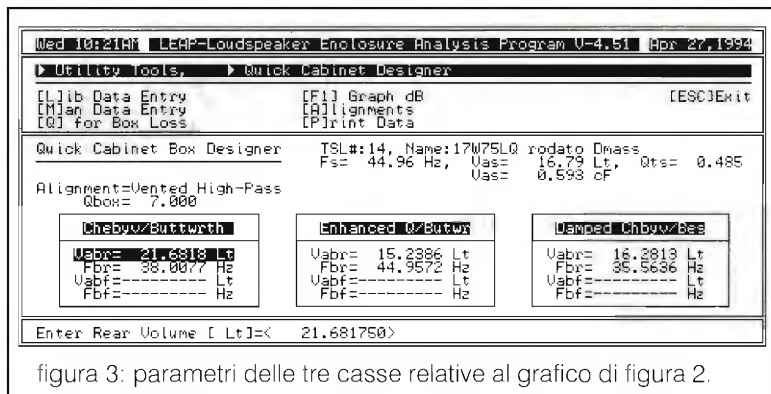 Wed 10:21AM LEAP-Loudspeaker Enclosure Analysis Program V-4.51 Apr 27,1994
▶ Utility Tools, ▶ Quick Cabinet Designer
[L]ib Data Entry [F1] Graph dB [ESC]Exit
[M]an Data Entry [A]lignments
[Q] for Box Loss [P]rint Data
Quick Cabinet Box Designer TSL#:14, Name:17W75LQ rodato Dmass
Fs= 44.96 Hz, Vas= 16.79 Lt, Qts= 0.485
Vas= 0.593 cF
Alignment=Vented High-Pass
Qbox= 7.000
Chebyv/Buttwrth Enhanced Q/Butwr Damped Chbyv/Bes
Vabr= 21.6818 Lt Vabr= 15.2386 Lt Vabr= 16.2813 Lt
Fbr= 38.0077 Hz Fbr= 44.9572 Hz Fbr= 35.5636 Hz
Vabf=---------- Lt Vabf=---------- Lt Vabf=---------- Lt
Fbf=---------- Hz Fbf=---------- Hz Fbf=---------- Hz
Enter Rear Volume [ Lt]=< 21.681750>
figura 3: parametri delle tre casse relative al grafico di figura 2.